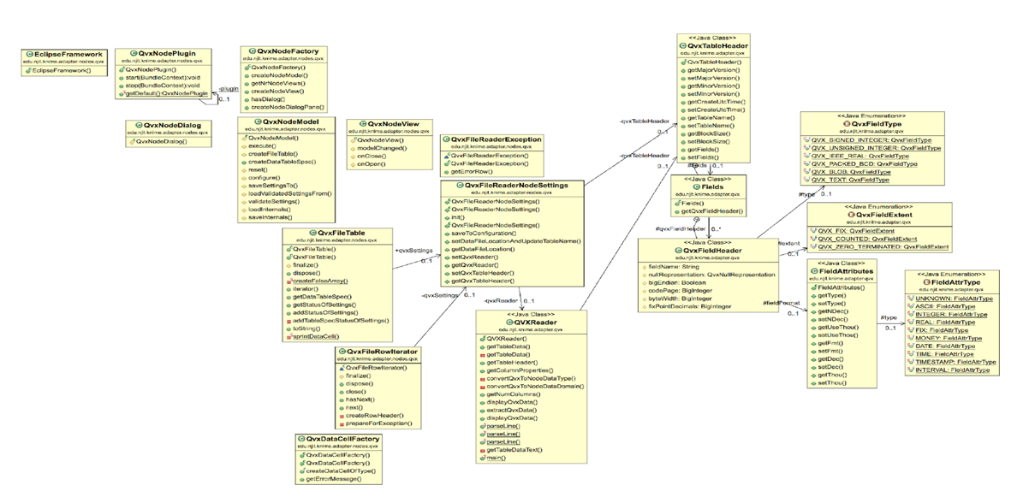 EclipseFramework
edu.njit.knime.adapter.nodes.qvx
EclipseFramework()
QvxNodePlugin
edu.njit.knime.adapter.nodes.qvx
QvxNodePlugin()
start(BundleContext):void
stop(BundleContext):void
getDefault():QvxNodePlugin
-plugin
0..1
QvxNodeFactory
edu.njit.knime.adapter.nodes.qvx
QvxNodeFactory()
createNodeModel()
getNrNodeViews()
createNodeView()
hasDialog()
createNodeDialogPane()
QvxNodeDialog
edu.njit.knime.adapter.nodes.qvx
QvxNodeDialog()
QvxNodeModel
edu.njit.knime.adapter.nodes.qvx
QvxNodeModel()
execute()
createFileTable()
createDataTableSpec()
reset()
configure()
saveSettingsTo()
loadValidatedSettingsFrom()
validateSettings()
loadInternals()
saveInternals()
QvxNodeView
edu.njit.knime.adapter.nodes.qvx
QvxNodeView()
modelChanged()
onClose()
onOpen()
QvxFileReaderException
edu.njit.knime.adapter.nodes.qvx
QvxFileReaderException()
QvxFileReaderException()
getErrorRow()
QvxFileReaderNodeSettings
edu.njit.knime.adapter.nodes.qvx
QvxFileReaderNodeSettings()
QvxFileReaderNodeSettings()
init()
QvxFileReaderNodeSettings()
saveToConfiguration()
setDataFileLocationAndUpdateTableName()
getDataFileLocation()
setQvxReader()
getQvxReader()
setQvxTableHeader()
getQvxTableHeader()
QvxFileTable
edu.njit.knime.adapter.nodes.qvx
QvxFileTable()
QvxFileTable()
finalize()
dispose()
createFalseArray()
iterator()
getDataTableSpec()
getStatusOfSettings()
addStatusOfSettings()
addTableSpecStatusOfSettings()
toString()
sprintDataCell()
+qvxSettings
0..1
-qvxSettings
0..1
QvxFileRowIterator
edu.njit.knime.adapter.nodes.qvx
QvxFileRowIterator()
finalize()
dispose()
close()
hasNext()
next()
createRowHeader()
prepareForException()
QvxDataCellFactory
edu.njit.knime.adapter.nodes.qvx
QvxDataCellFactory()
QvxDataCellFactory()
createDataCellOfType()
getErrorMessage()
-qvxReader
0..1
<<Java Class>>
QVXReader
edu.njit.knime.adapter.qvx
QVXReader()
getTableData()
getTableData()
getTableHeader()
getColumnProperties()
convertQvxToNodeDataType()
convertQvxToNodeDataDomain()
getNumColumns()
displayQvxData()
extractQvxData()
displayQvxData()
parseLine()
parseLine()
parseLine()
getTableDataText()
main()
-qvxTableHeader
0..1
-qvxTableHeader
0..1
<<Java Class>>
QvxTableHeader
edu.njit.knime.adapter.qvx
QvxTableHeader()
getMajorVersion()
setMajorVersion()
getMinorVersion()
setMinorVersion()
getCreateUtcTime()
setCreateUtcTime()
getTableName()
setTableName()
getBlockSize()
setBlockSize()
getFields()
setFields()
0..1
<<Java Class>>
Fields
edu.njit.knime.adapter.qvx
Fields()
getQvxFieldHeader()
#qvxFieldHeader
0..*
<<Java Class>>
QvxFieldHeader
edu.njit.knime.adapter.qvx
fieldName: String
nullRepresentation: QvxNullRepresentation
bigEndian: Boolean
codePage: BigInteger
byteWidth: BigInteger
fixPointDecimals: BigInteger
#type
0..1
<<Java Enumeration>>
QvxFieldType
edu.njit.knime.adapter.qvx
QVX_SIGNED_INTEGER: QvxFieldType
QVX_UNSIGNED_INTEGER: QvxFieldType
QVX_IEEE_REAL: QvxFieldType
QVX_PACKED_BCD: QvxFieldType
QVX_BLOB: QvxFieldType
QVX_TEXT: QvxFieldType
#extent
0..1
<<Java Enumeration>>
QvxFieldExtent
edu.njit.knime.adapter.qvx
QVX_FIX: QvxFieldExtent
QVX_COUNTED: QvxFieldExtent
QVX_ZERO_TERMINATED: QvxFieldExtent
#fieldFormat
0..1
<<Java Class>>
FieldAttributes
edu.njit.knime.adapter.qvx
FieldAttributes()
getType()
setType()
getNDec()
setNDec()
getUseThou()
setUseThou()
getFmt()
setFmt()
getDec()
setDec()
getThou()
setThou()
#type
0..1
<<Java Enumeration>>
FieldAttrType
edu.njit.knime.adapter.qvx
UNKNOWN: FieldAttrType
ASCII: FieldAttrType
INTEGER: FieldAttrType
REAL: FieldAttrType
FIX: FieldAttrType
MONEY: FieldAttrType
DATE: FieldAttrType
TIME: FieldAttrType
TIMESTAMP: FieldAttrType
INTERVAL: FieldAttrType